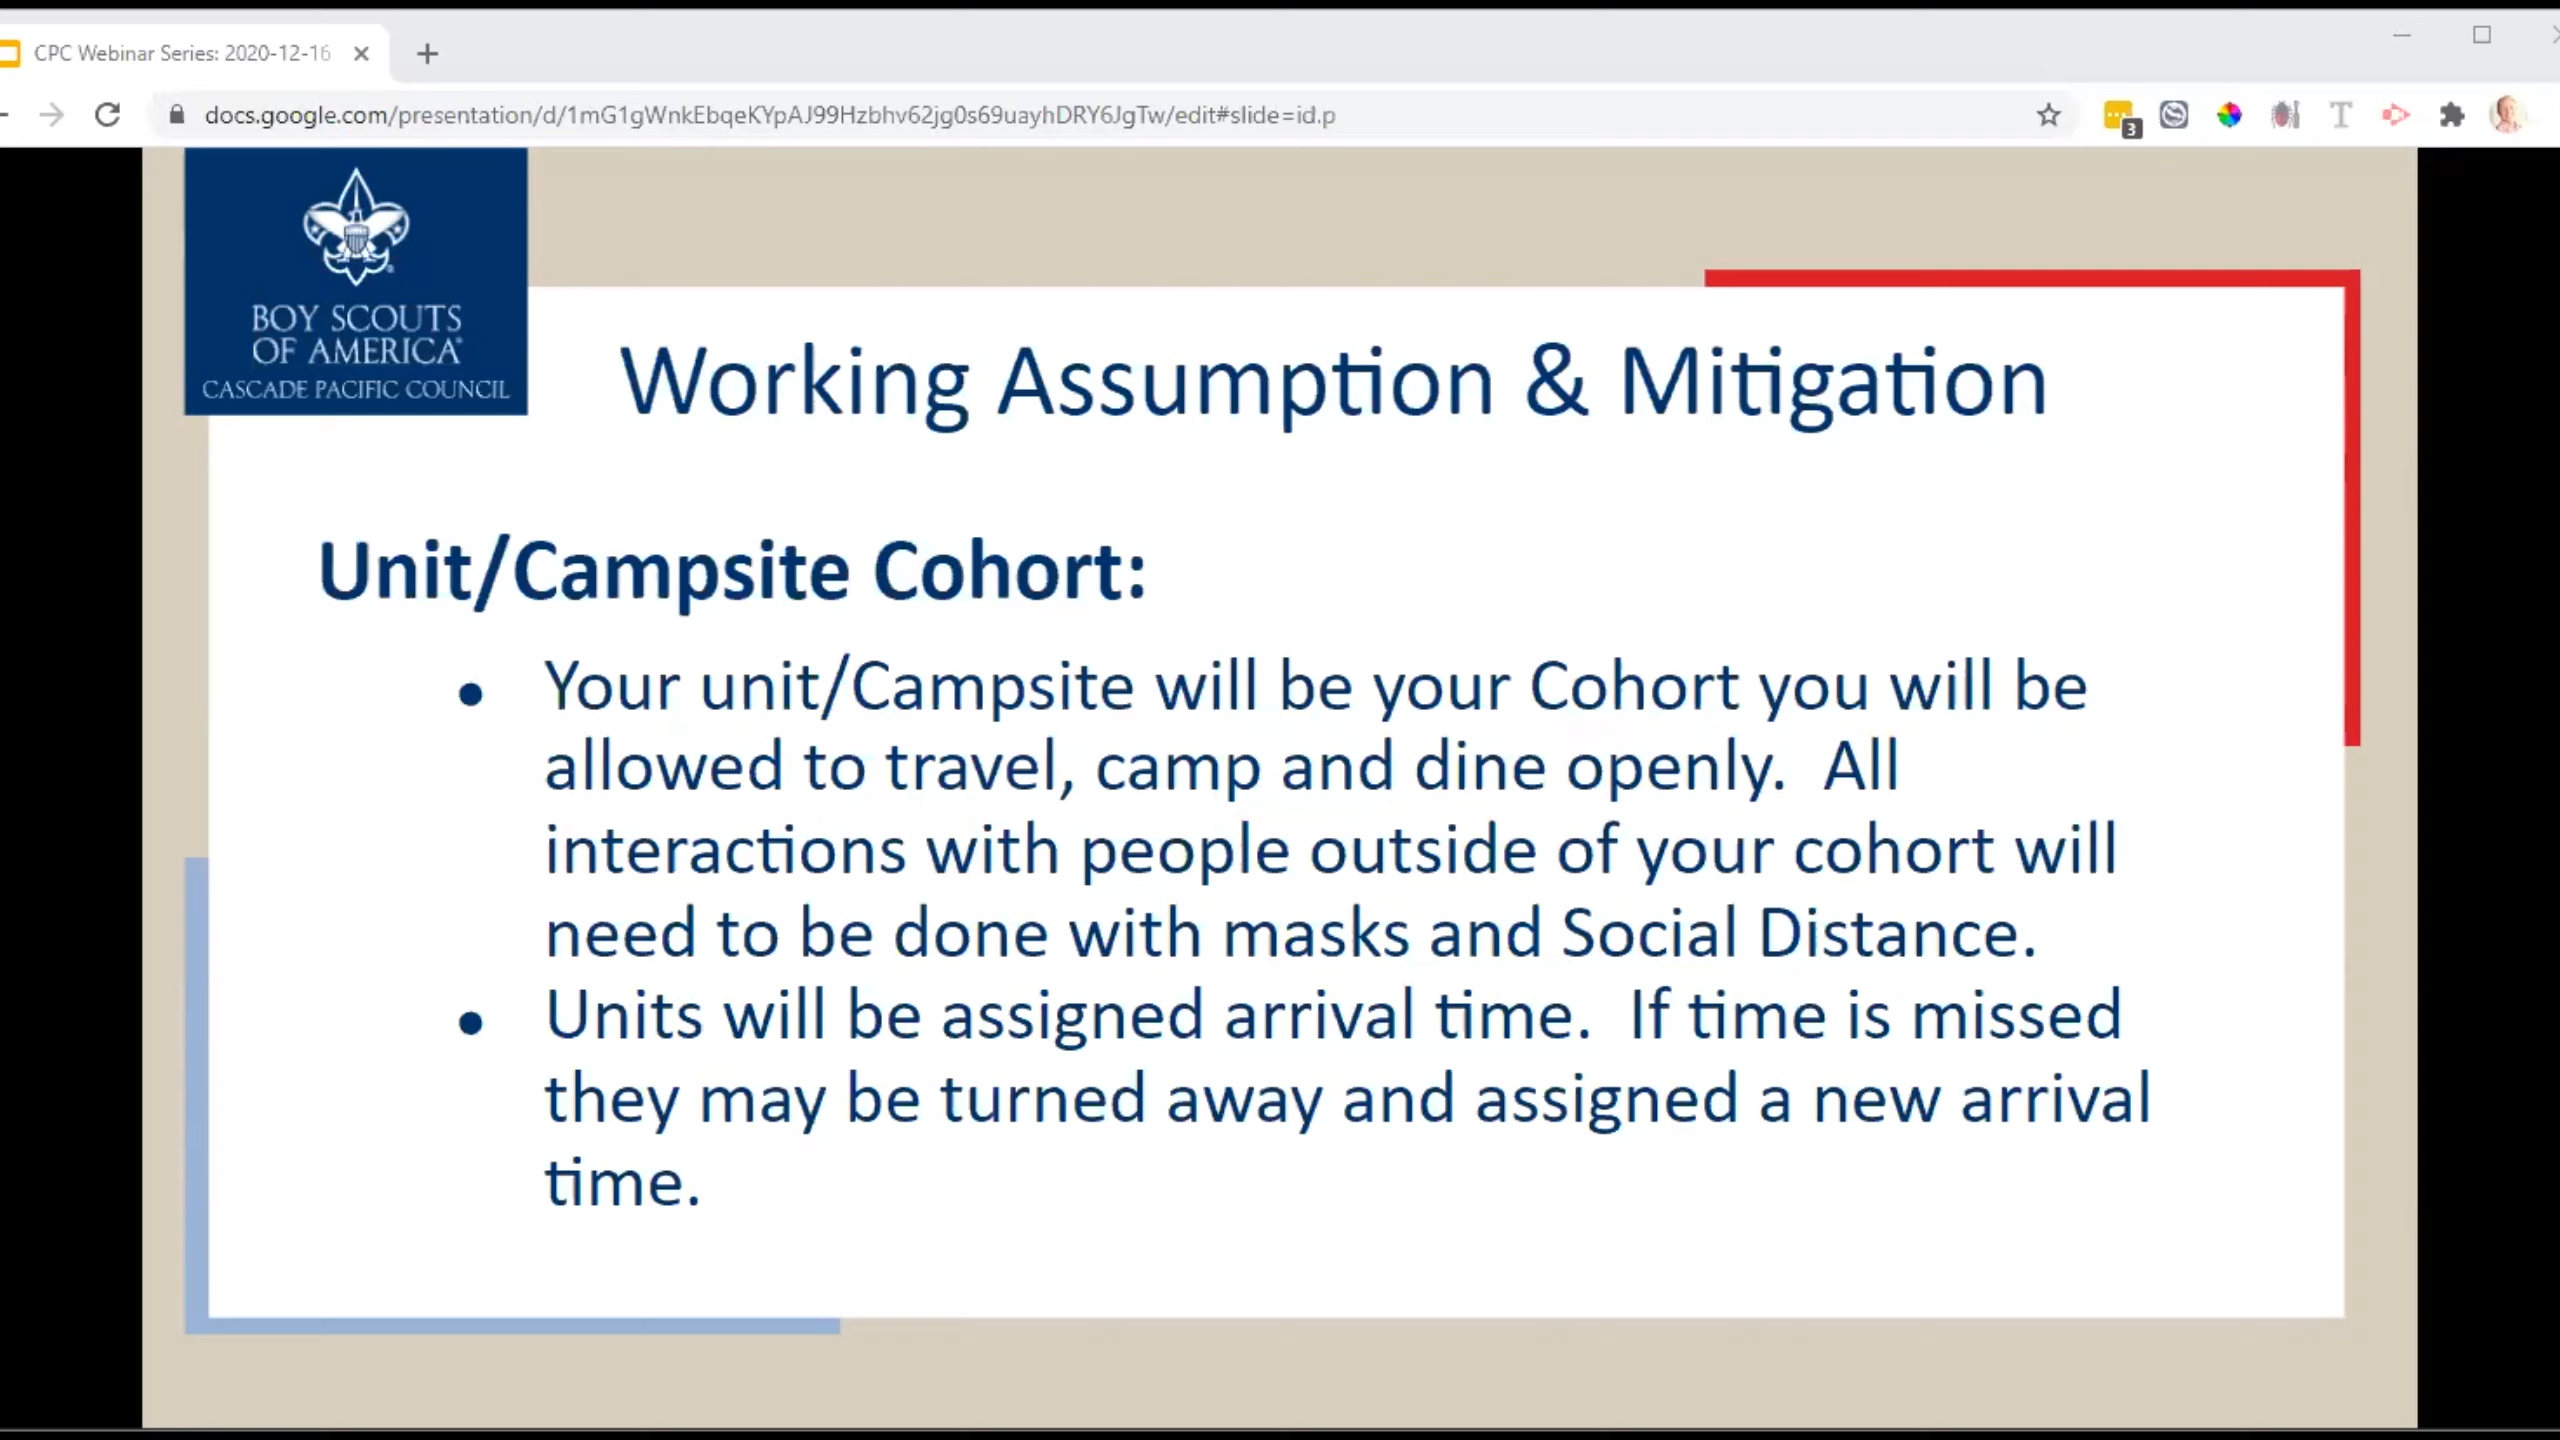 CPC Webinar Series: 2020-12-16
docs.google.com/presentation/d/1mG1gWnkEbqeKYpAJ99Hzbhv62jg0s69uayhDRY6JgTw/edit#slide=id.p
3
T
BOY SCOUTS
OF AMERICA®
CASCADE PACIFIC COUNCIL
Working Assumption & Mitigation
Unit/Campsite Cohort:
● Your unit/Campsite will be your Cohort you will be
allowed to travel, camp and dine openly.  All
interactions with people outside of your cohort will
need to be done with masks and Social Distance.
● Units will be assigned arrival time.  If time is missed
they may be turned away and assigned a new arrival
time.